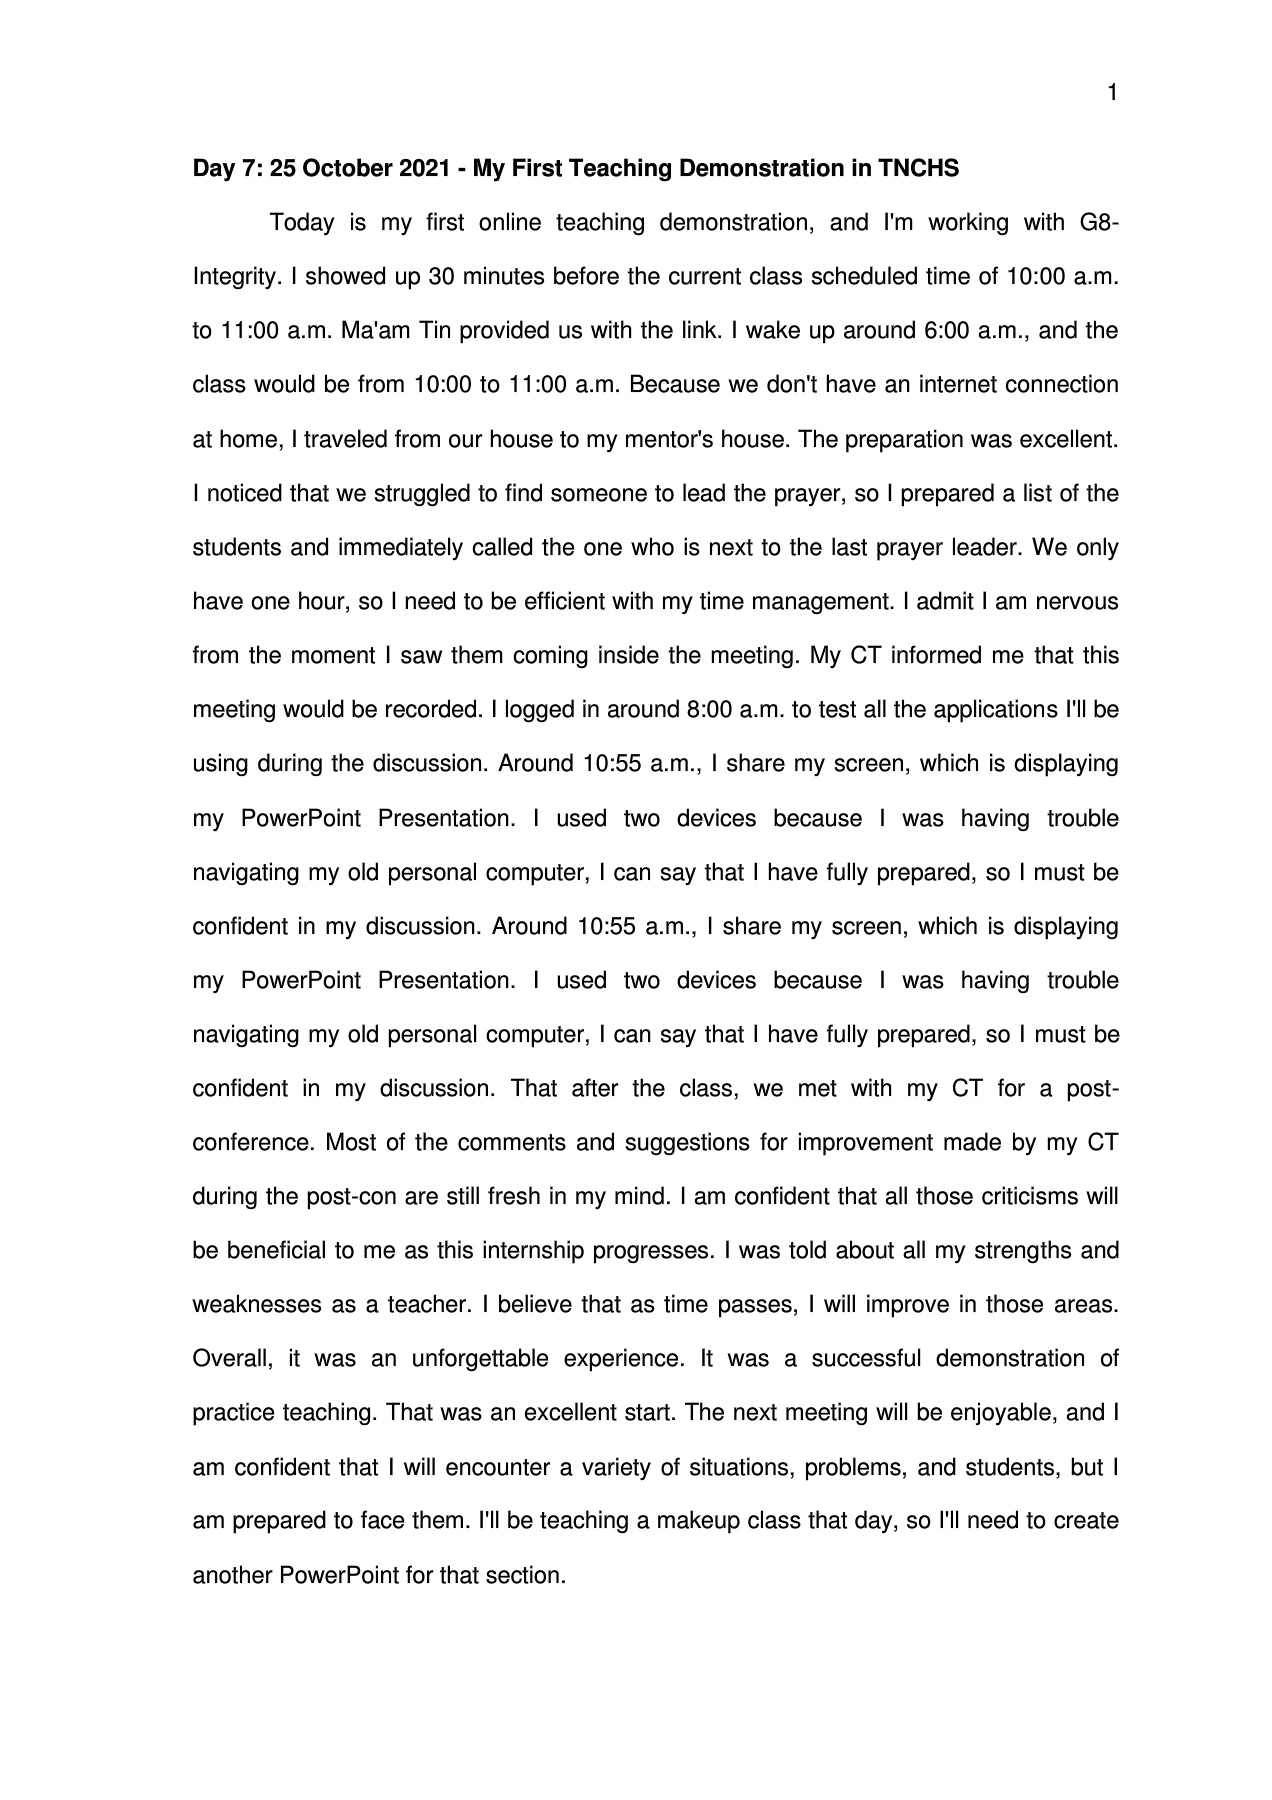 1
Day 7: 25 October 2021 - My First Teaching Demonstration in TNCHS
Today is my first online teaching demonstration, and I'm working with G8-
Integrity. I showed up 30 minutes before the current class scheduled time of 10:00 a.m.
to 11:00 a.m. Ma'am Tin provided us with the link. I wake up around 6:00 a.m., and the
class would be from 10:00 to 11:00 a.m. Because we don't have an internet connection
at home, I traveled from our house to my mentor's house. The preparation was excellent.
I noticed that we struggled to find someone to lead the prayer, so I prepared a list of the
students and immediately called the one who is next to the last prayer leader. We only
have one hour, so I need to be efficient with my time management. I admit I am nervous
from the moment I saw them coming inside the meeting. My CT informed me that this
meeting would be recorded. I logged in around 8:00 a.m. to test all the applications I'll be
using during the discussion. Around 10:55 a.m., I share my screen, which is displaying
my PowerPoint Presentation. I used two devices because I was having trouble
navigating my old personal computer, I can say that I have fully prepared, so I must be
confident in my discussion. Around 10:55 a.m., I share my screen, which is displaying
my PowerPoint Presentation. I used two devices because I was having trouble
navigating my old personal computer, I can say that I have fully prepared, so I must be
confident in my discussion. That after the class, we met with my CT for a post-
conference. Most of the comments and suggestions for improvement made by my CT
during the post-con are still fresh in my mind. I am confident that all those criticisms will
be beneficial to me as this internship progresses. I was told about all my strengths and
weaknesses as a teacher. I believe that as time passes, I will improve in those areas.
Overall, it was an unforgettable experience. It was a successful demonstration of
practice teaching. That was an excellent start. The next meeting will be enjoyable, and I
am confident that I will encounter a variety of situations, problems, and students, but I
am prepared to face them. I'll be teaching a makeup class that day, so I'll need to create
another PowerPoint for that section.